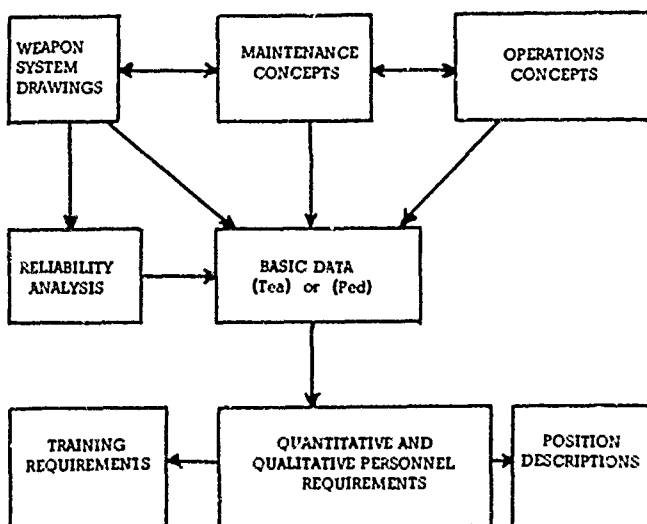 WEAPON
SYSTEM
DRAWINGS
MAINTENANCE
CONCEPTS
OPERATIONS
CONCEPTS
RELIABILITY
ANALYSIS
BASIC DATA
(Tea) or (Ped)
TRAINING
REQUIREMENTS
QUANTITATIVE AND
QUALITATIVE PERSONNEL
REQUIREMENTS
POSITION
DESCRIPTIONS